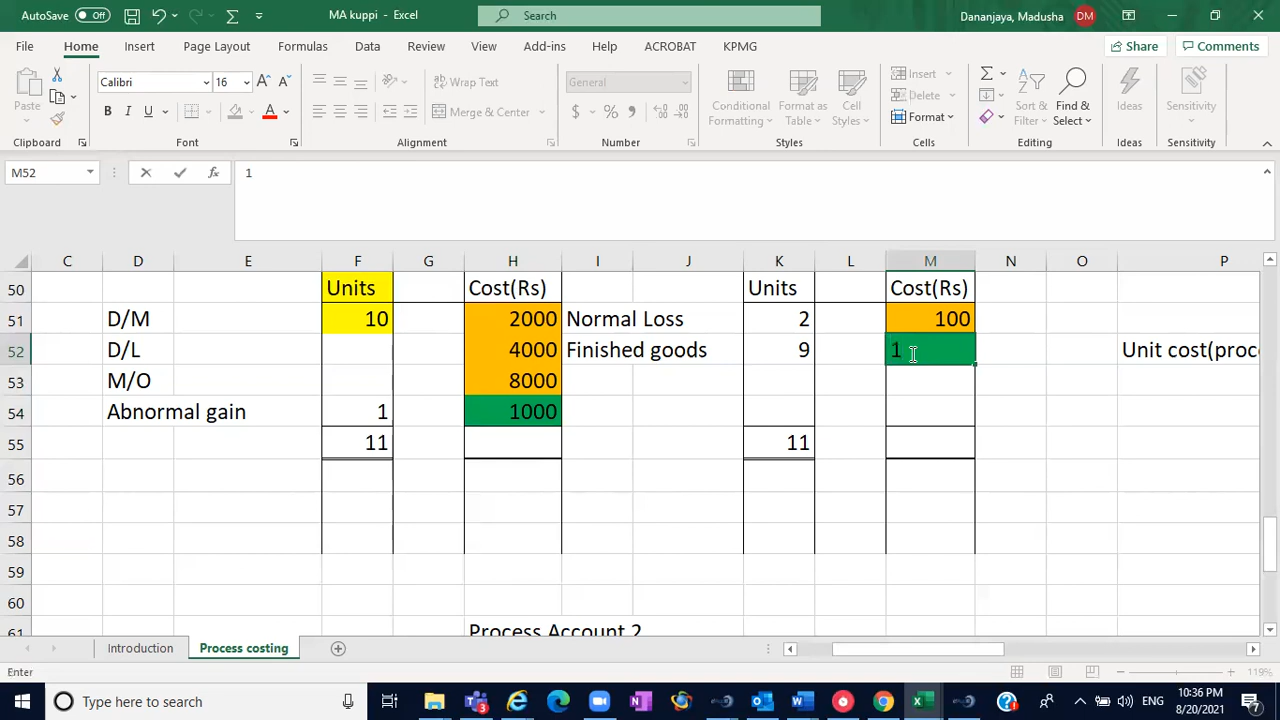 AutoSave Off MA kuppi - Excel Search Dananjaya, Madusha DM
File Home Insert Page Layout Formulas Data Review View Add-ins Help ACROBAT KPMG Share Comments
Calibri 16 Wrap Text General Insert
Paste B I U Merge & Center $ % Conditional Formatting Format as Table Cell Styles Delete Format Sort & Filter Find & Select Ideas Sensitivity
Clipboard Font Alignment Number Styles Cells Editing Ideas Sensitivity
M52 fx 1
C D E F G H I J K L M N O P
50 Units Cost(Rs) Units Cost(Rs)
51 D/M 10 2000 Normal Loss 2 100
52 D/L 4000 Finished goods 9 1 Unit cost(proce
53 M/O 8000
54 Abnormal gain 1 1000
55 11 11
56
57
58
59
60
61 Process Account 2
Introduction Process costing
Enter 119%
Type here to search ENG 10:36 PM
8/20/2021